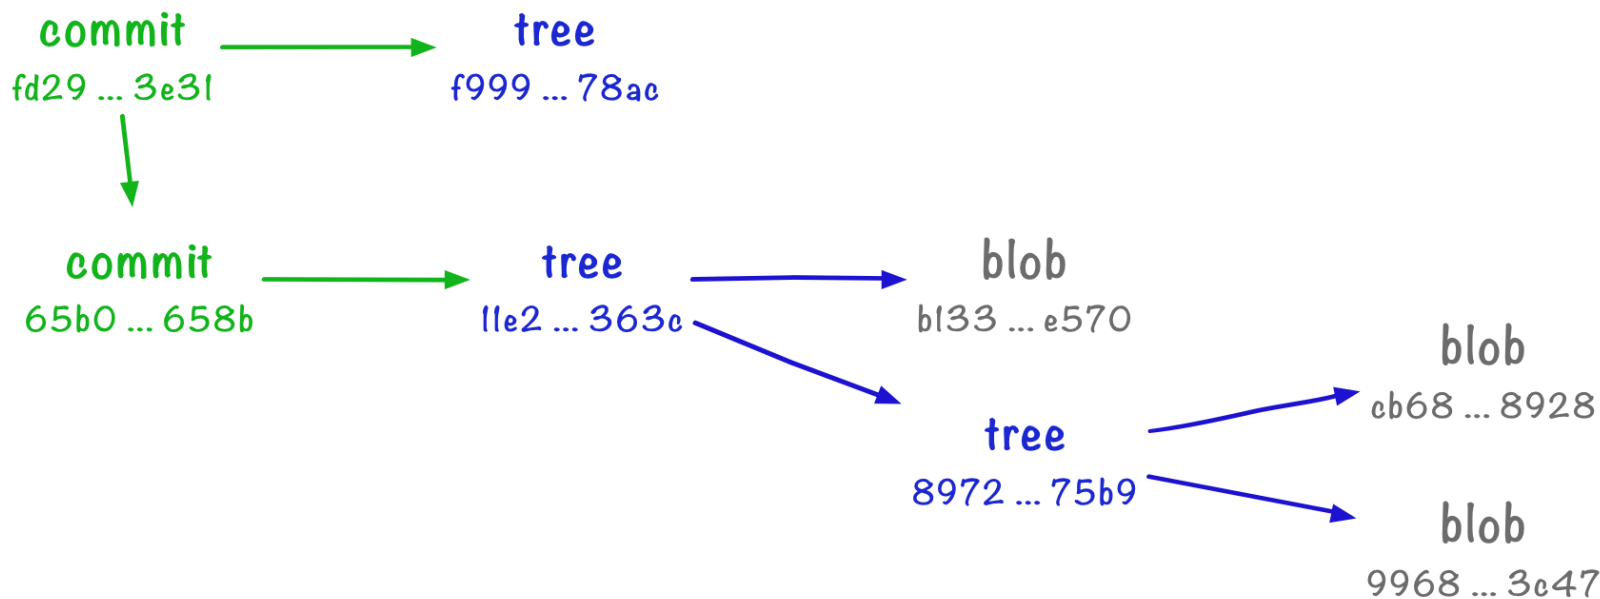 commit
fd29 ... 3e31
tree
f999 ... 78ac
commit
65b0 ... 658b
tree
11e2 ... 363c
blob
b133 ... e570
blob
cb68 ... 8928
tree
8972 ... 75b9
blob
9968 ... 3c47